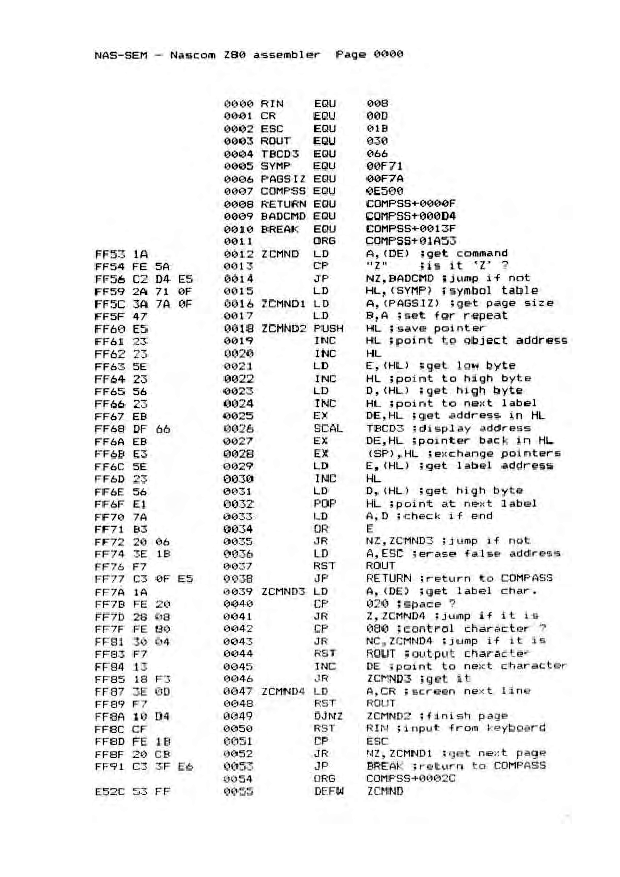 NAS-SEM - Nascom Z80 assembler Page 0000
0000 RIN EQU 008
0001 CR EQU 00D
0002 ESC EQU 01B
0003 ROUT EQU 030
0004 TBCD3 EQU 066
0005 SYMP EQU 00F71
0006 PAGSIZ EQU 00F7A
0007 COMPSS EQU 0E500
0008 RETURN EQU COMPSS+0000F
0009 BADCMD EQU COMPSS+000D4
0010 BREAK EQU COMPSS+0013F
0011 ORG COMPSS+01A53
FF53 1A 0012 ZCMND LD A,(DE) ;get command
FF54 FE 5A 0013 CP "Z" ;is it "Z" ?
FF56 C2 D4 E5 0014 JP NZ,BADCMD ;jump if not
FF59 2A 71 0F 0015 LD HL,(SYMP) ;symbol table
FF5C 3A 7A 0F 0016 ZCMND1 LD A,(PAGSIZ) ;get page size
FF5F 47 0017 LD B,A ;set for repeat
FF60 E5 0018 ZCMND2 PUSH HL ;save pointer
FF61 23 0019 INC HL ;point to object address
FF62 23 0020 INC HL
FF63 5E 0021 LD E,(HL) ;get low byte
FF64 23 0022 INC HL ;point to high byte
FF65 56 0023 LD D,(HL) ;get high byte
FF66 23 0024 INC HL ;point to next label
FF67 EB 0025 EX DE,HL ;get address in HL
FF68 DF 66 0026 SCAL TBCD3 ;display address
FF6A EB 0027 EX DE,HL ;pointer back in HL
FF6B E3 0028 EX (SP),HL ;exchange pointers
FF6C 5E 0029 LD E,(HL) ;get label address
FF6D 23 0030 INC HL
FF6E 56 0031 LD D,(HL) ;get high byte
FF6F E1 0032 POP HL ;point at next label
FF70 7A 0033 LD A,D ;check if end
FF71 B3 0034 OR E
FF72 20 06 0035 JR NZ,ZCMND3 ;jump if not
FF74 3E 1B 0036 LD A,ESC ;erase false address
FF76 F7 0037 RST ROUT
FF77 C3 0F E5 0038 JP RETURN ;return to COMPASS
FF7A 1A 0039 ZCMND3 LD A,(DE) ;get label char.
FF7B FE 20 0040 CP 020 ;space ?
FF7D 28 08 0041 JR Z,ZCMND4 ;jump if it is
FF7F FE 80 0042 CP 080 ;control character ?
FF81 30 04 0043 JR NC,ZCMND4 ;jump if it is
FF83 F7 0044 RST ROUT ;output character
FF84 13 0045 INC DE ;point to next character
FF85 18 F3 0046 JR ZCMND3 ;get it
FF87 3E 0D 0047 ZCMND4 LD A,CR ;screen next line
FF89 F7 0048 RST ROUT
FF8A 10 D4 0049 DJNZ ZCMND2 ;finish page
FF8C CF 0050 RST RIN ;input from keyboard
FF8D FE 1B 0051 CP ESC
FF8F 20 CB 0052 JR NZ,ZCMND1 ;get next page
FF91 C3 3F E6 0053 JP BREAK ;return to COMPASS
0054 ORG COMPSS+0002C
E52C 53 FF 0055 DEFW ZCMND